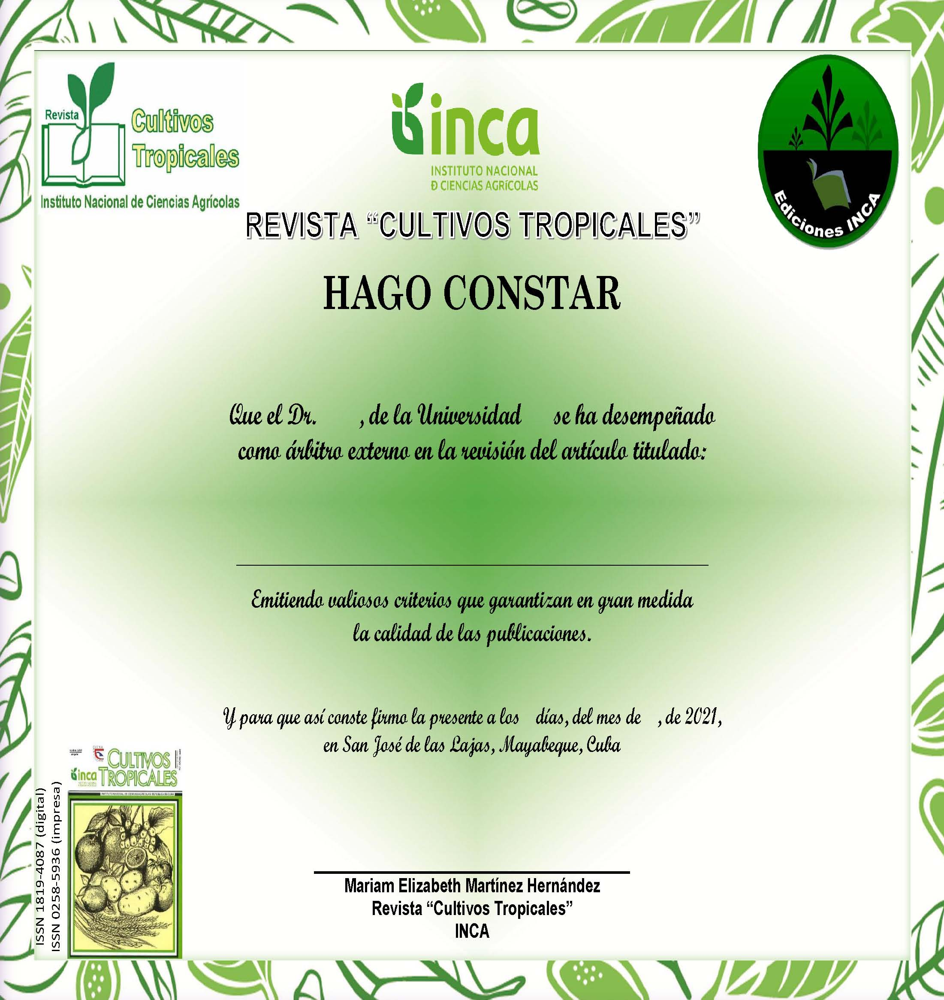 Revista
Cultivos
Tropicales
Instituto Nacional de Ciencias Agrícolas
inca
INSTITUTO NACIONAL
D CIENCIAS AGRÍCOLAS
Ediciones INCA
REVISTA “CULTIVOS TROPICALES”
HAGO CONSTAR
Que el Dr. , de la Universidad se ha desempeñado
como árbitro externo en la revisión del artículo titulado:
Emitiendo valiosos criterios que garantizan en gran medida
la calidad de las publicaciones.
Y para que así conste firmo la presente a los días, del mes de , de 2021,
en San José de las Lajas, Mayabeque, Cuba
ISSN 1819-4087 (digital)
ISSN 0258-5936 (impresa)
CULTIVOS
inca TROPICALES
Mariam Elizabeth Martínez Hernández
Revista “Cultivos Tropicales”
INCA